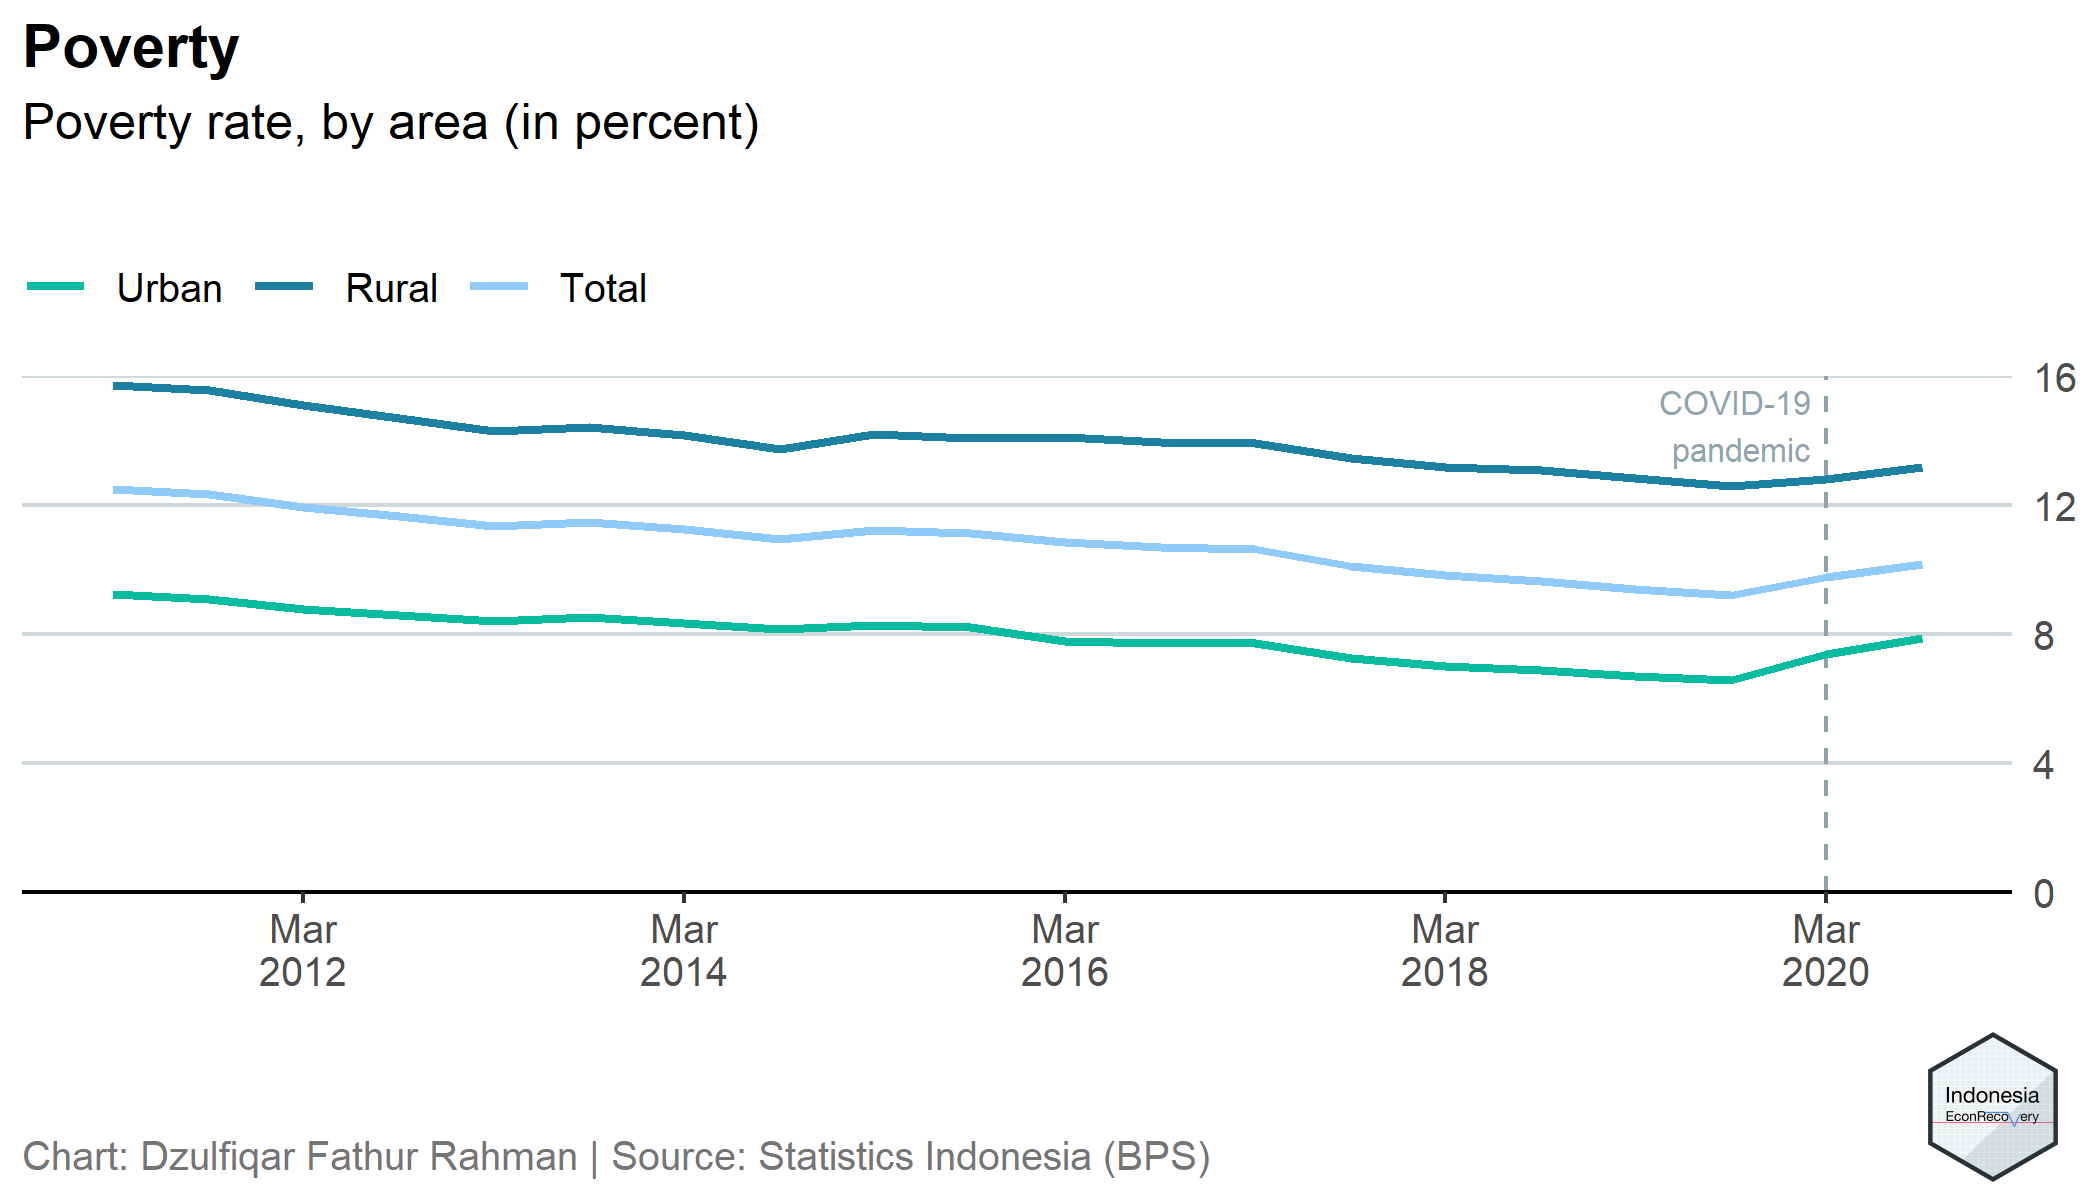 Poverty
Poverty rate, by area (in percent)
Urban Rural Total
16
COVID-19
pandemic
12
8
4
0
Mar
2012
Mar
2014
Mar
2016
Mar
2018
Mar
2020
Indonesia
EconRecovery
Chart: Dzulfiqar Fathur Rahman | Source: Statistics Indonesia (BPS)